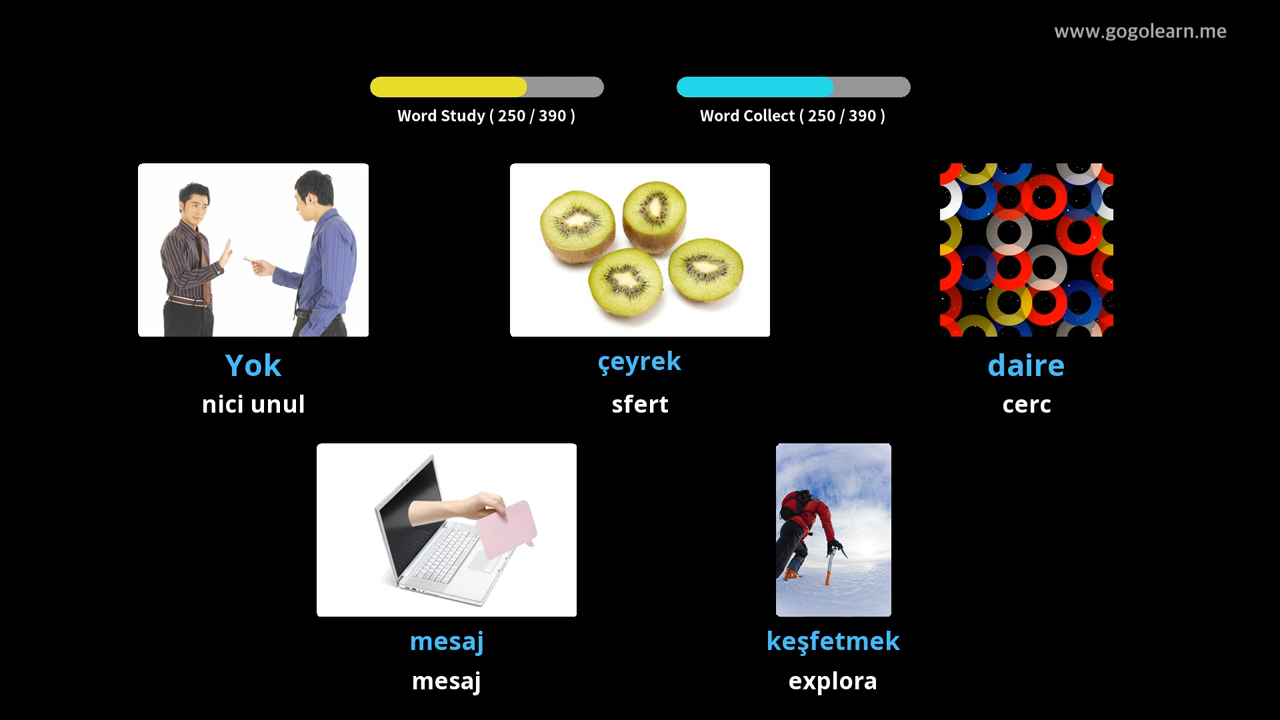 www.gogolearn.me
Word Study ( 250 / 390 )
Word Collect ( 250 / 390 )
Yok
nici unul
çeyrek
sfert
daire
cerc
mesaj
mesaj
keşfetmek
explora